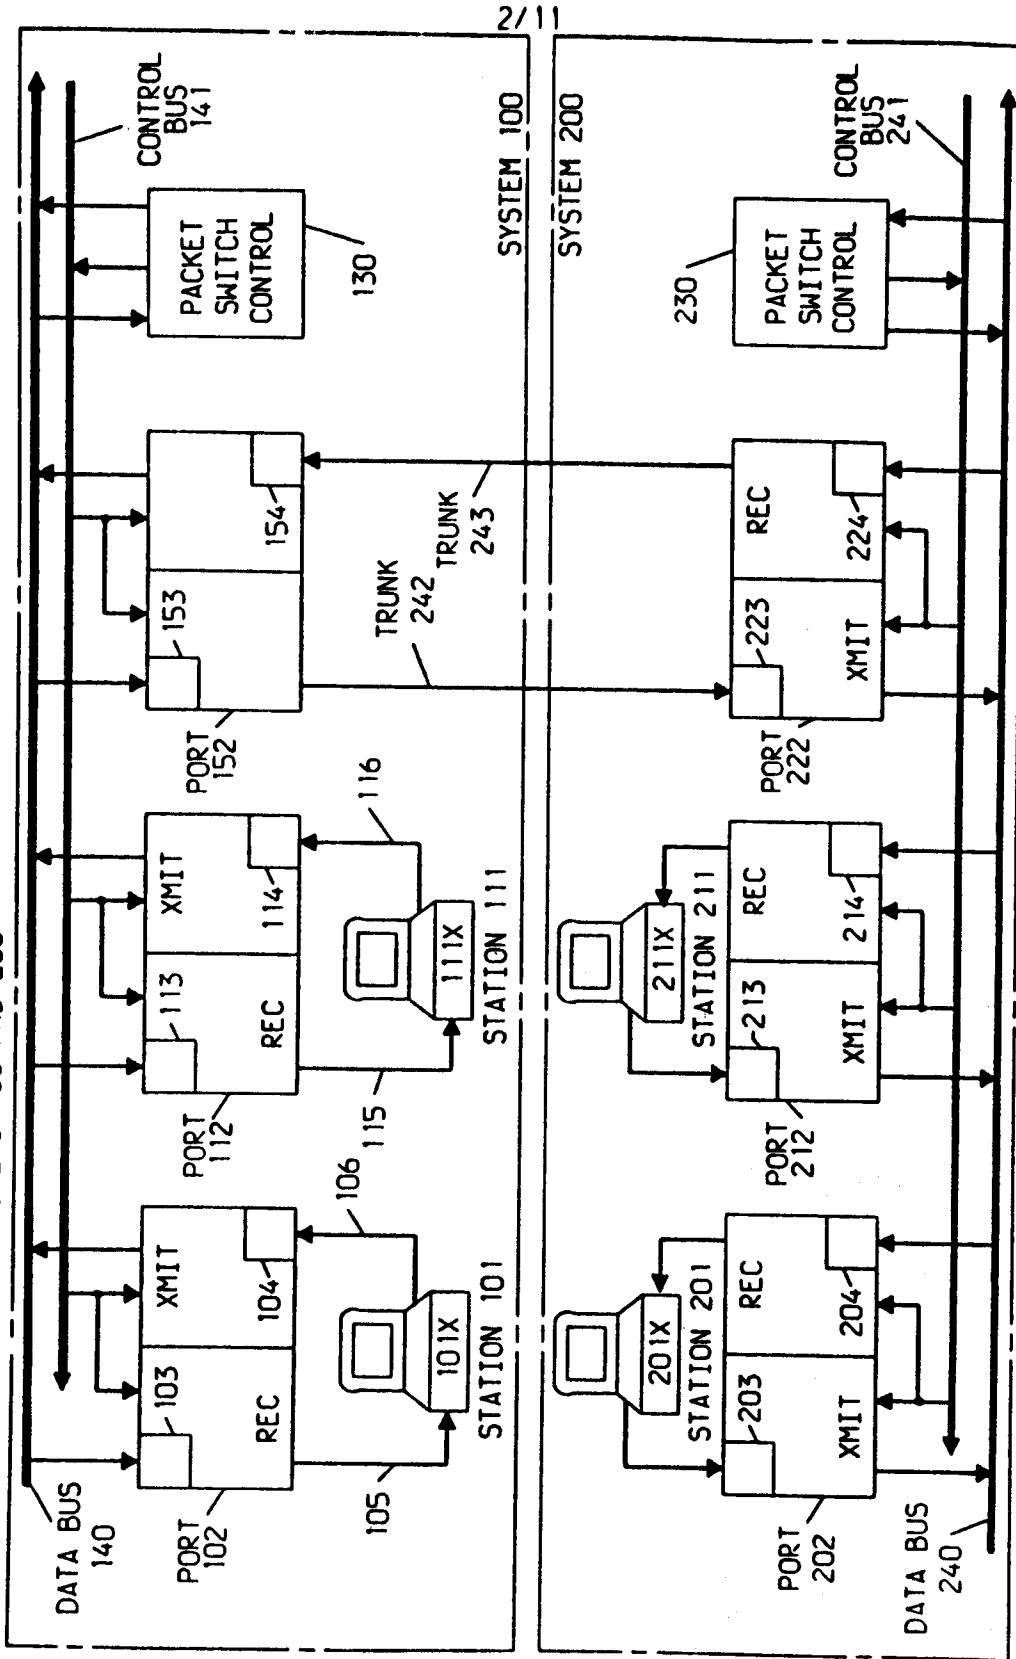 2/11
CONTROL
BUS
141
PACKET
SWITCH
CONTROL
130
SYSTEM 100
153
154
PORT
152
TRUNK
242
TRUNK
243
XMIT
113
114
REC
PORT
112
116
115
111X
STATION 111
XMIT
103
104
REC
PORT
102
106
105
101X
STATION 101
DATA BUS
140
SYSTEM 200
CONTROL
BUS
241
230
PACKET
SWITCH
CONTROL
REC
223
224
XMIT
PORT
222
211X
STATION 211
REC
213
214
XMIT
PORT
212
201X
STATION 201
REC
203
204
XMIT
PORT
202
DATA BUS
240